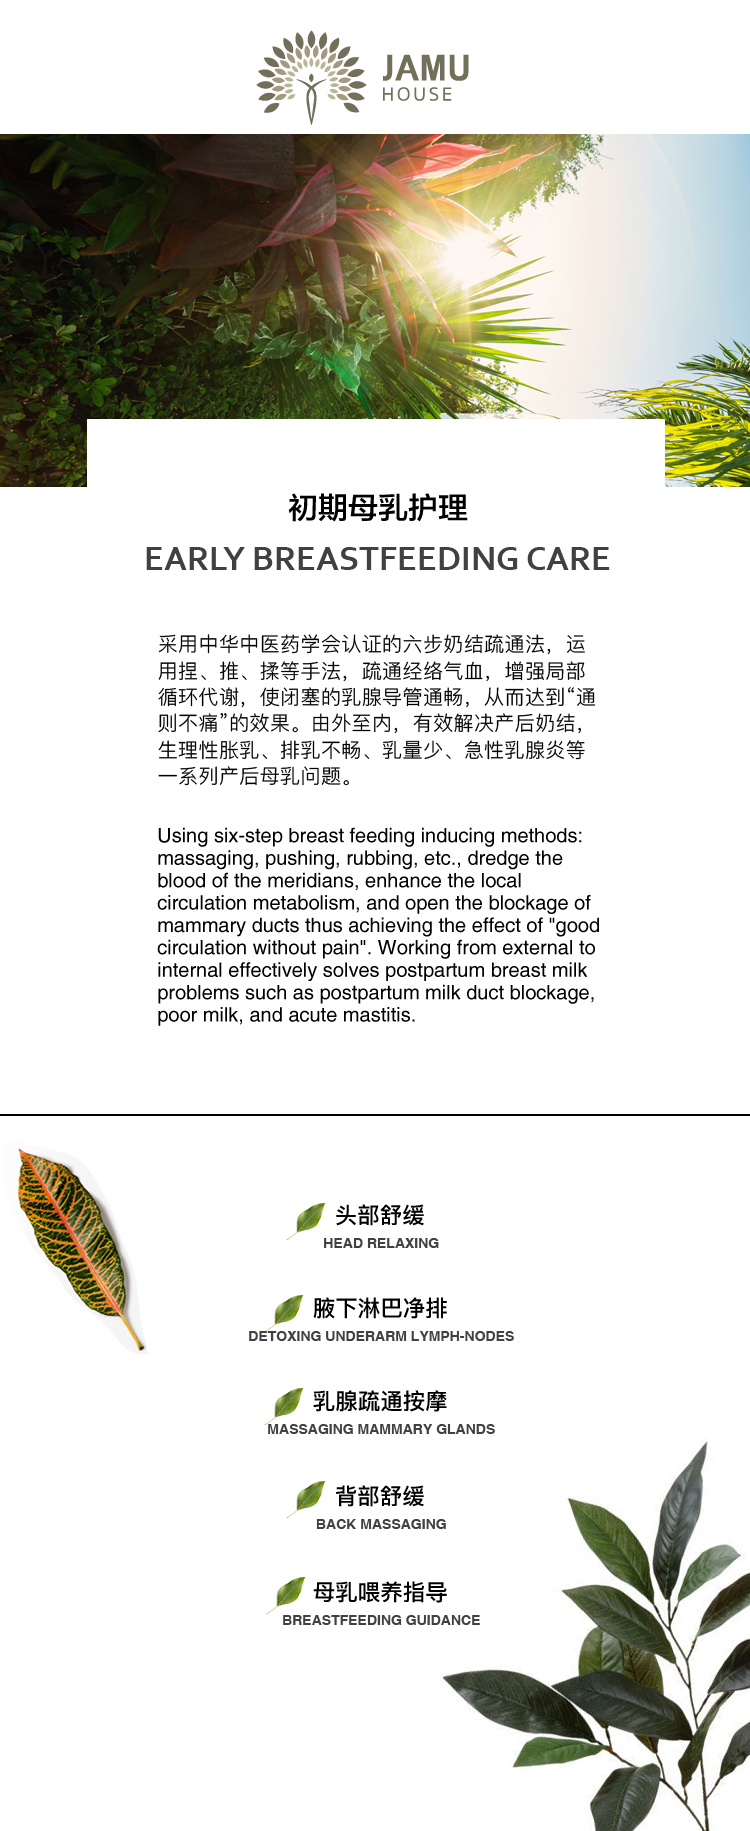 JAMU
HOUSE
初期母乳护理
EARLY BREASTFEEDING CARE
采用中华中医药学会认证的六步奶结疏通法，运
用捏、推、揉等手法，疏通经络气血，增强局部
循环代谢，使闭塞的乳腺导管通畅，从而达到“通
则不痛”的效果。由外至内，有效解决产后奶结，
生理性胀乳、排乳不畅、乳量少、急性乳腺炎等
一系列产后母乳问题。
Using six-step breast feeding inducing methods:
massaging, pushing, rubbing, etc., dredge the
blood of the meridians, enhance the local
circulation metabolism, and open the blockage of
mammary ducts thus achieving the effect of "good
circulation without pain". Working from external to
internal effectively solves postpartum breast milk
problems such as postpartum milk duct blockage,
poor milk, and acute mastitis.
头部舒缓
HEAD RELAXING
腋下淋巴净排
DETOXING UNDERARM LYMPH-NODES
乳腺疏通按摩
MASSAGING MAMMARY GLANDS
背部舒缓
BACK MASSAGING
母乳喂养指导
BREASTFEEDING GUIDANCE